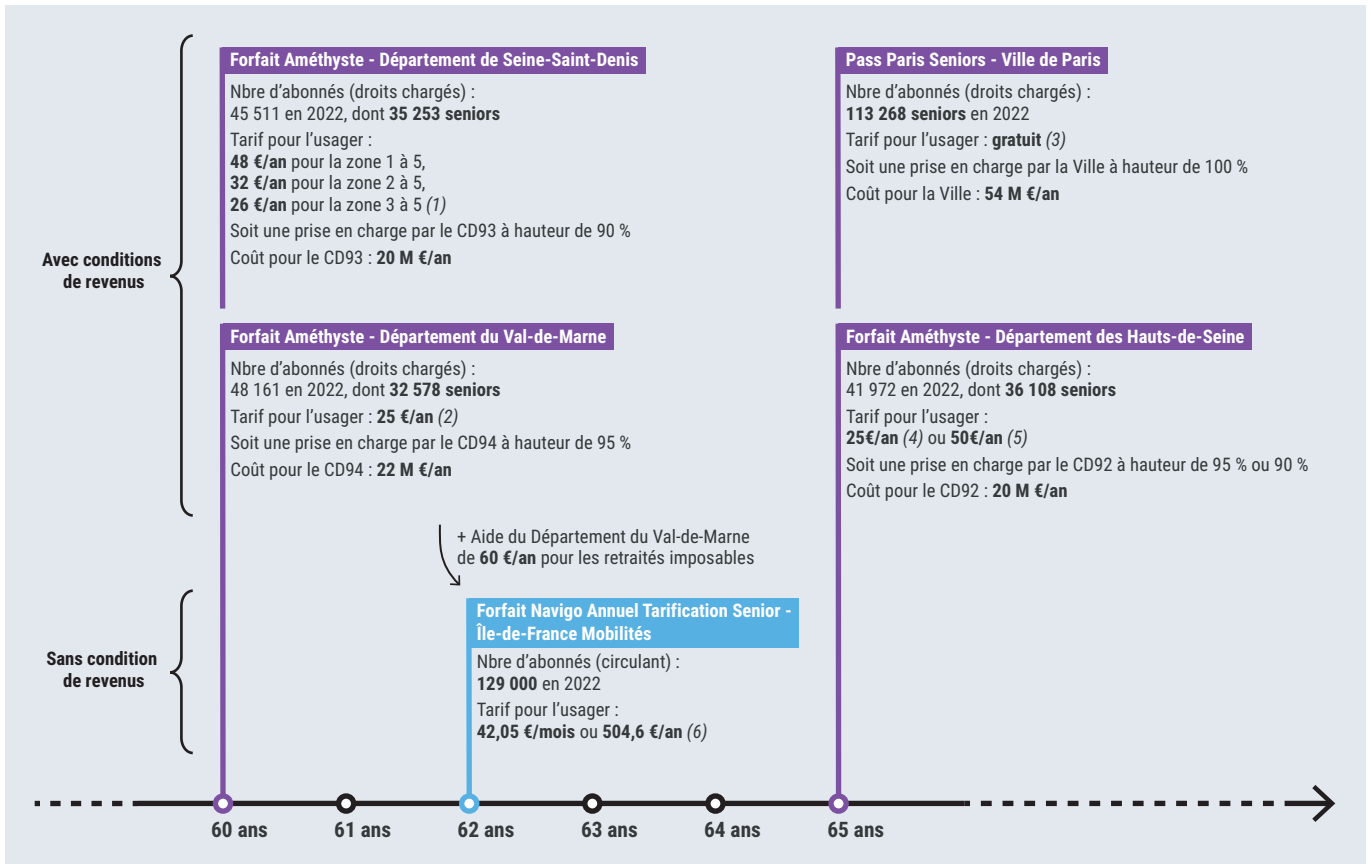 Avec conditions
de revenus
Forfait Améthyste - Département de Seine-Saint-Denis
Nbre d'abonnés (droits chargés) :
45 511 en 2022, dont 35 253 seniors
Tarif pour l'usager :
48 €/an pour la zone 1 à 5,
32 €/an pour la zone 2 à 5,
26 €/an pour la zone 3 à 5 (1)
Soit une prise en charge par le CD93 à hauteur de 90 %
Coût pour le CD93 : 20 M €/an
Pass Paris Seniors - Ville de Paris
Nbre d'abonnés (droits chargés) :
113 268 seniors en 2022
Tarif pour l'usager : gratuit (3)
Soit une prise en charge par la Ville à hauteur de 100 %
Coût pour la Ville : 54 M €/an
Forfait Améthyste - Département du Val-de-Marne
Nbre d'abonnés (droits chargés) :
48 161 en 2022, dont 32 578 seniors
Tarif pour l'usager : 25 €/an (2)
Soit une prise en charge par le CD94 à hauteur de 95 %
Coût pour le CD94 : 22 M €/an
Forfait Améthyste - Département des Hauts-de-Seine
Nbre d'abonnés (droits chargés) :
41 972 en 2022, dont 36 108 seniors
Tarif pour l'usager :
25€/an (4) ou 50€/an (5)
Soit une prise en charge par le CD92 à hauteur de 95 % ou 90 %
Coût pour le CD92 : 20 M €/an
+ Aide du Département du Val-de-Marne
de 60 €/an pour les retraités imposables
Sans condition
de revenus
Forfait Navigo Annuel Tarification Senior -
Île-de-France Mobilités
Nbre d'abonnés (circulant) :
129 000 en 2022
Tarif pour l'usager :
42,05 €/mois ou 504,6 €/an (6)
60 ans
61 ans
62 ans
63 ans
64 ans
65 ans